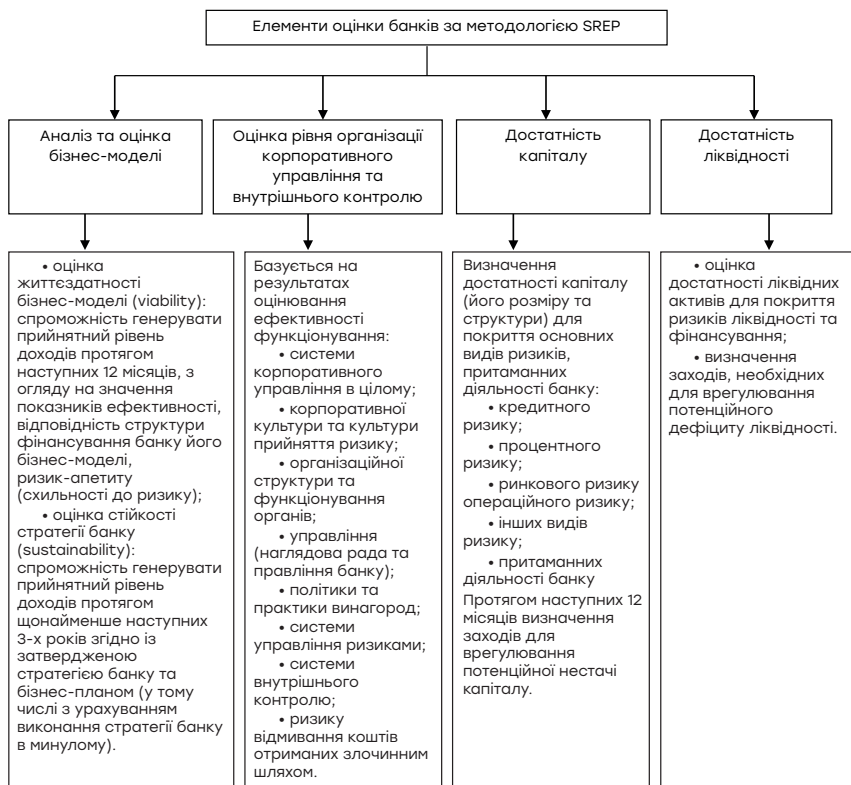 Елементи оцінки банків за методологією SREP
Аналіз та оцінка
бізнес-моделі
Оцінка рівня організації
корпоративного
управління та
внутрішнього контролю
Достатність
капіталу
Достатність
ліквідності
• оцінка
життєздатності
бізнес-моделі (viability):
спроможність генерувати
прийнятний рівень
доходів протягом
наступних 12 місяців, з
огляду на значення
показників ефективності,
відповідність структури
фінансування банку його
бізнес-моделі,
ризик-апетиту
(схильності до ризику);
• оцінка стійкості
стратегії банку
(sustainability):
спроможність генерувати
прийнятний рівень
доходів протягом
щонайменше наступних
3-х років згідно із
затвердженою
стратегією банку та
бізнес-планом (у тому
числі з урахуванням
виконання стратегії банку
в минулому).
Базується на
результатах
оцінювання
ефективності
функціонування:
• системи
корпоративного
управління в цілому;
• корпоративної
культури та культури
прийняття ризику;
• організаційної
структури та
функціонування
органів;
• управління
(наглядова рада та
правління банку);
• політики та
практики винагород;
• системи
управління ризиками;
• системи
внутрішнього
контролю;
• ризику
відмивання коштів
отриманих злочинним
шляхом.
Визначення
достатності капіталу
(його розміру та
структури) для
покриття основних
видів ризиків,
притаманних
діяльності банку:
• кредитного
ризику;
• процентного
ризику;
• ринкового ризику
операційного ризику;
• інших видів
ризику;
• притаманних
діяльності банку
Протягом наступних 12
місяців визначення
заходів для
врегулювання
потенційної нестачі
капіталу.
• оцінка
достатності ліквідних
активів для покриття
ризиків ліквідності та
фінансування;
• визначення
заходів, необхідних
для врегулювання
потенційного
дефіциту ліквідності.